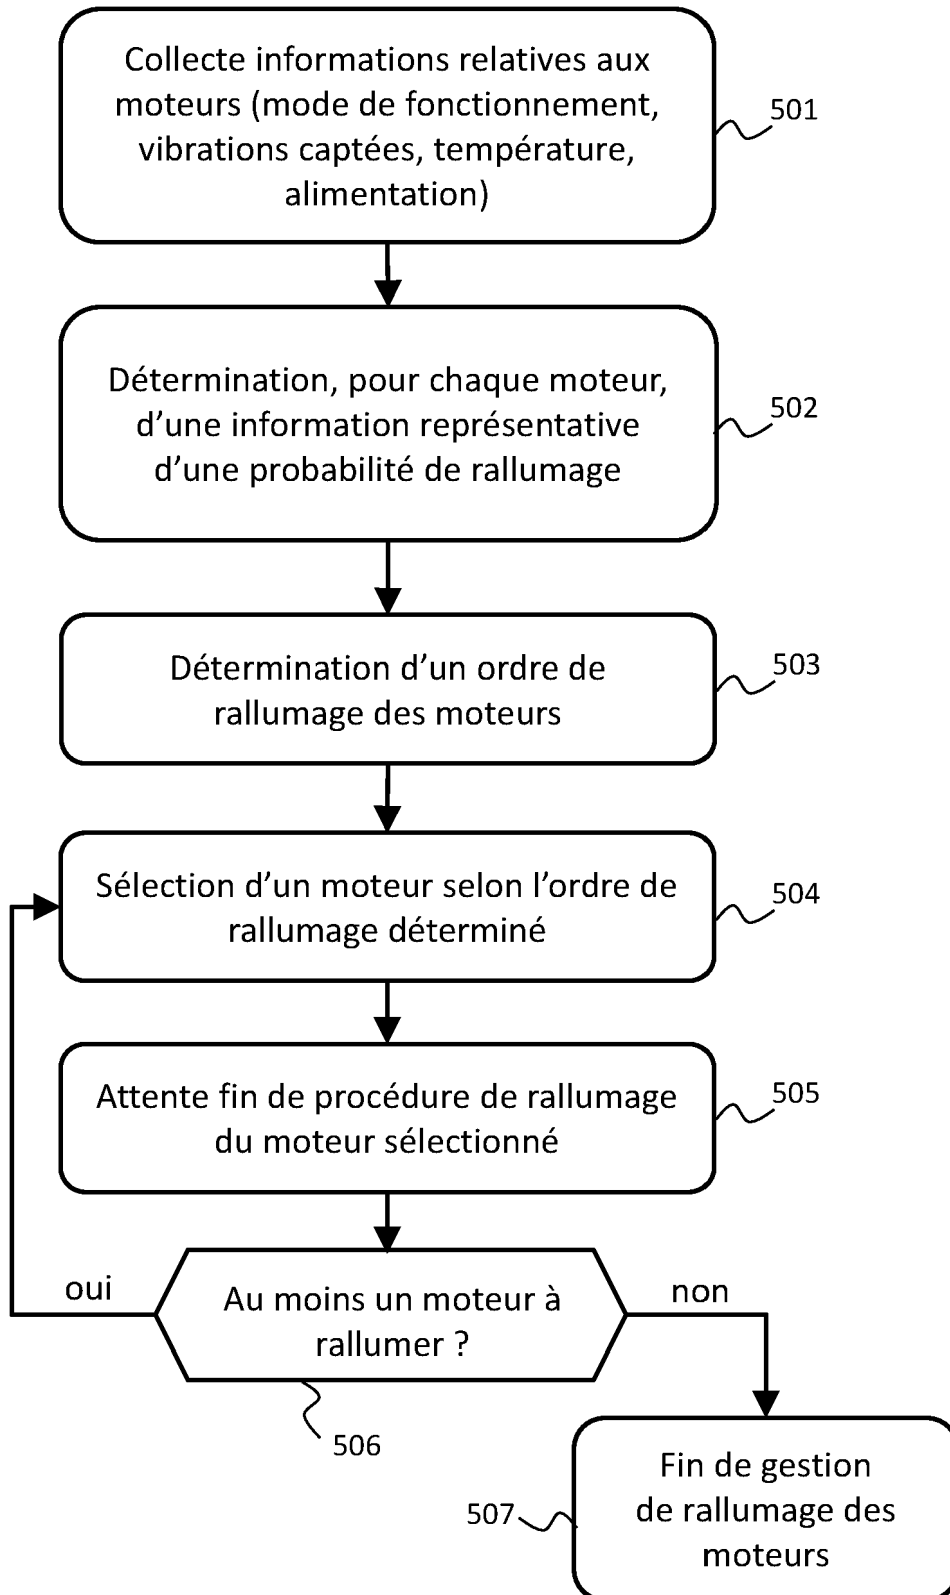 Collecte informations relatives aux
moteurs (mode de fonctionnement,
vibrations captées, température,
alimentation)
501
Détermination, pour chaque moteur,
d’une information représentative
d’une probabilité de rallumage
502
Détermination d’un ordre de
rallumage des moteurs
503
Sélection d’un moteur selon l’ordre de
rallumage déterminé
504
Attente fin de procédure de rallumage
du moteur sélectionné
505
oui
Au moins un moteur à
rallumer ?
non
506
Fin de gestion
de rallumage des
moteurs
507